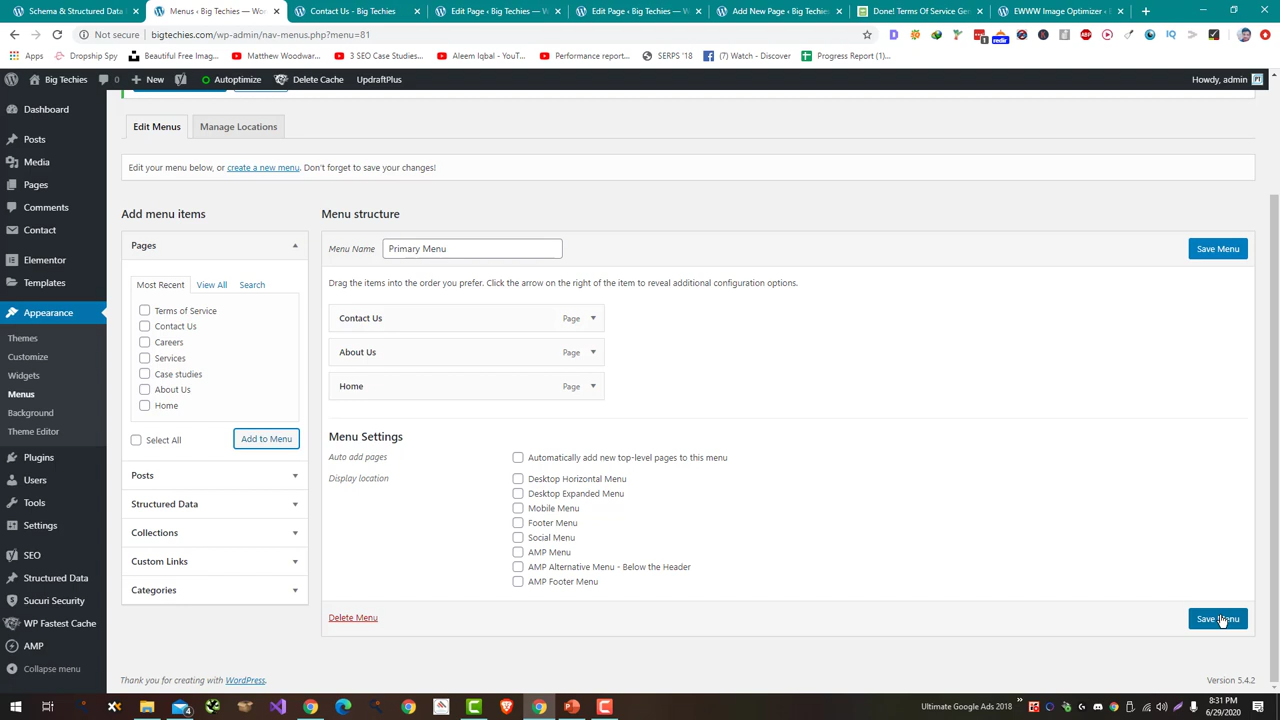 Schema & Structured Data
Menus ‹ Big Techies — Wo
Contact Us - Big Techies
Edit Page ‹ Big Techies — W
Edit Page ‹ Big Techies — W
Add New Page ‹ Big Techies
Done! Terms Of Service Gen
EWWW Image Optimizer ‹ B
Not secure
bigtechies.com/wp-admin/nav-menus.php?menu=81
Apps
Dropship Spy
Beautiful Free Imag...
Matthew Woodwar...
3 SEO Case Studies...
Aleem Iqbal - YouT...
Performance report...
SERPS '18
(7) Watch - Discover
Progress Report (1)...
Big Techies
0
New
Autoptimize
Delete Cache
UpdraftPlus
Howdy, admin
Dashboard
Posts
Media
Pages
Comments
Contact
Elementor
Templates
Appearance
Themes
Customize
Widgets
Menus
Background
Theme Editor
Plugins
Users
Tools
Settings
SEO
Structured Data
Sucuri Security
WP Fastest Cache
AMP
Collapse menu
Edit Menus
Manage Locations
Edit your menu below, or create a new menu. Don't forget to save your changes!
Add menu items
Pages
Most Recent
View All
Search
Terms of Service
Contact Us
Careers
Services
Case studies
About Us
Home
Select All
Add to Menu
Posts
Structured Data
Collections
Custom Links
Categories
Menu structure
Menu Name
Primary Menu
Save Menu
Drag the items into the order you prefer. Click the arrow on the right of the item to reveal additional configuration options.
Contact Us Page
About Us Page
Home Page
Menu Settings
Auto add pages
Automatically add new top-level pages to this menu
Display location
Desktop Horizontal Menu
Desktop Expanded Menu
Mobile Menu
Footer Menu
Social Menu
AMP Menu
AMP Alternative Menu - Below the Header
AMP Footer Menu
Delete Menu
Save Menu
Thank you for creating with WordPress.
Version 5.4.2
Ultimate Google Ads 2018
8:31 PM
6/29/2020